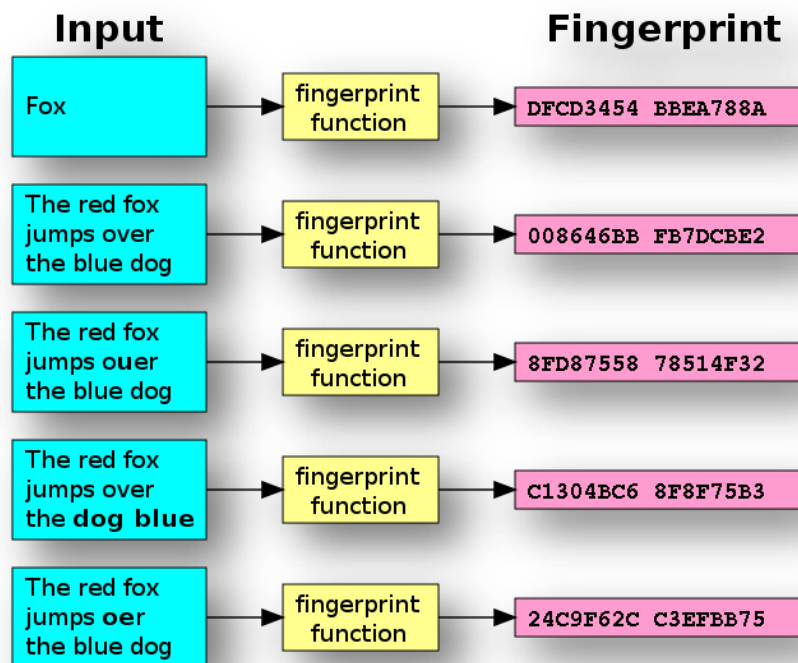 Input
Fingerprint
Fox
fingerprint
function
DFCD3454 BBEA788A
The red fox
jumps over
the blue dog
fingerprint
function
008646BB FB7DCBE2
The red fox
jumps ouer
the blue dog
fingerprint
function
8FD87558 78514F32
The red fox
jumps over
the dog blue
fingerprint
function
C1304BC6 8F8F75B3
The red fox
jumps oer
the blue dog
fingerprint
function
24C9F62C C3EFBB75